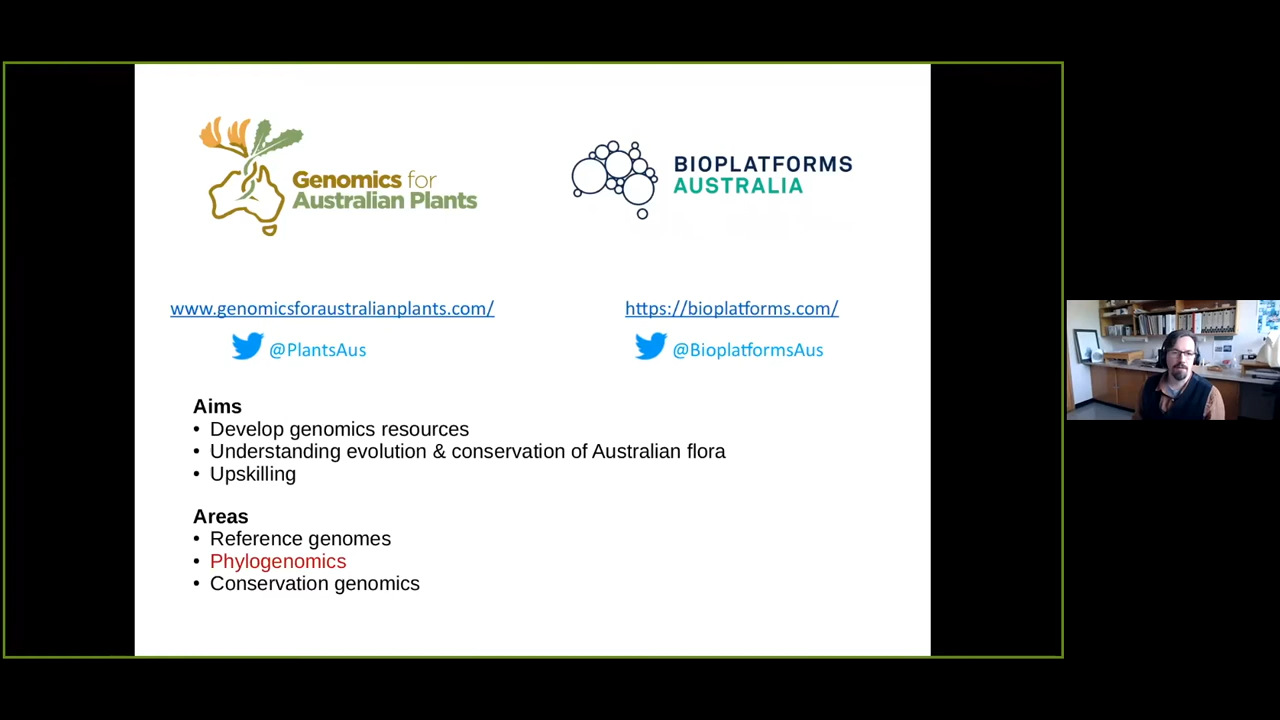 Genomics for
Australian Plants
BIOPLATFORMS
AUSTRALIA
www.genomicsforaustralianplants.com/
https://bioplatforms.com/
@PlantsAus
@BioplatformsAus
Aims
• Develop genomics resources
• Understanding evolution & conservation of Australian flora
• Upskilling
Areas
• Reference genomes
• Phylogenomics
• Conservation genomics